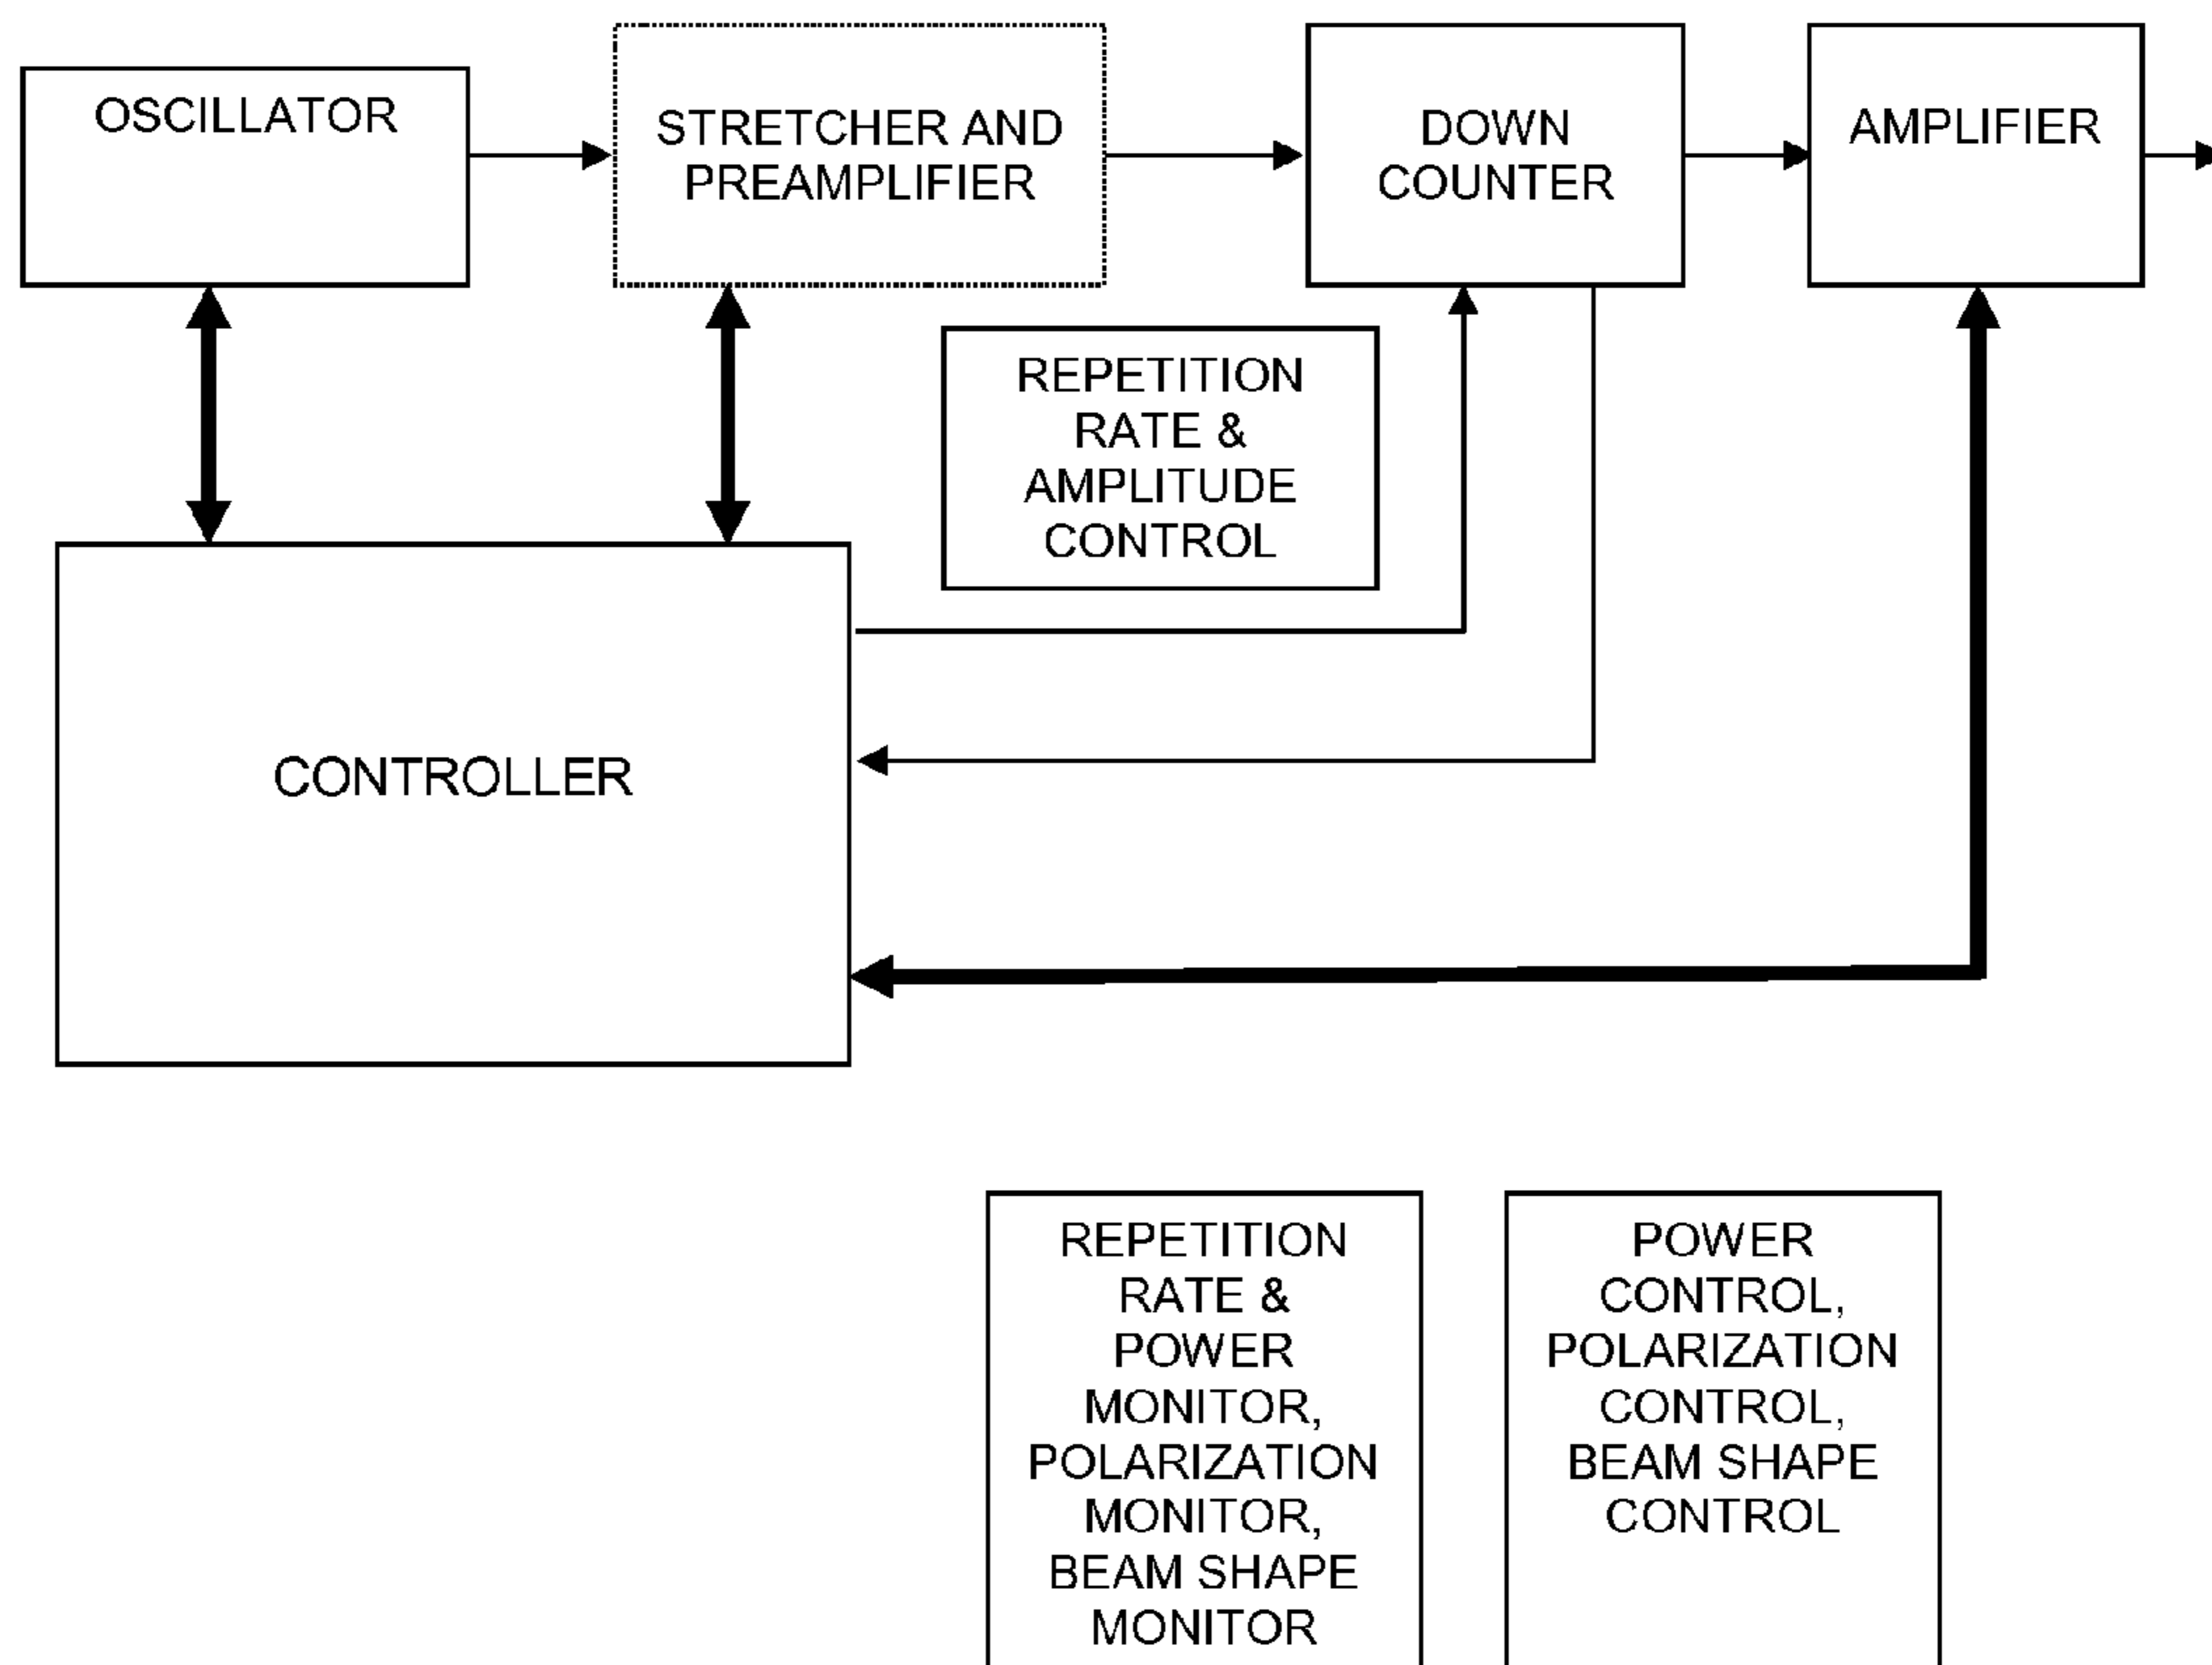 OSCILLATOR
STRETCHER AND
PREAMPLIFIER
DOWN
COUNTER
AMPLIFIER
REPETITION
RATE &
AMPLITUDE
CONTROL
CONTROLLER
REPETITION
RATE &
POWER
MONITOR,
POLARIZATION
MONITOR,
BEAM SHAPE
MONITOR
POWER
CONTROL,
POLARIZATION
CONTROL,
BEAM SHAPE
CONTROL